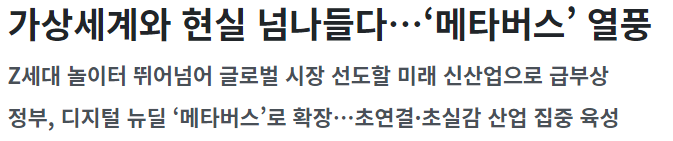 가상세계와 현실 넘나들다…‘메타버스’ 열풍
Z세대 놀이터 뛰어넘어 글로벌 시장 선도할 미래 신산업으로 급부상
정부, 디지털 뉴딜 ‘메타버스’로 확장…초연결·초실감 산업 집중 육성